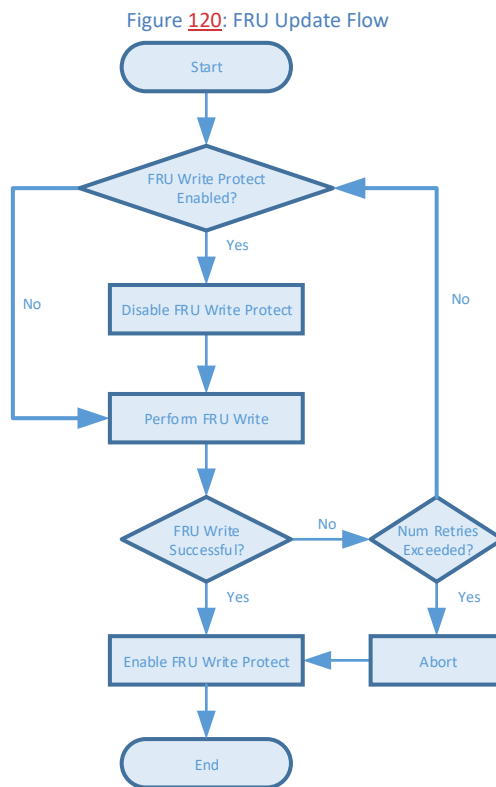 Figure 120: FRU Update Flow
Start
FRU Write Protect
Enabled?
Yes
No
No
Disable FRU Write Protect
Perform FRU Write
FRU Write
Successful?
No
Num Retries
Exceeded?
Yes
Yes
Enable FRU Write Protect
Abort
End